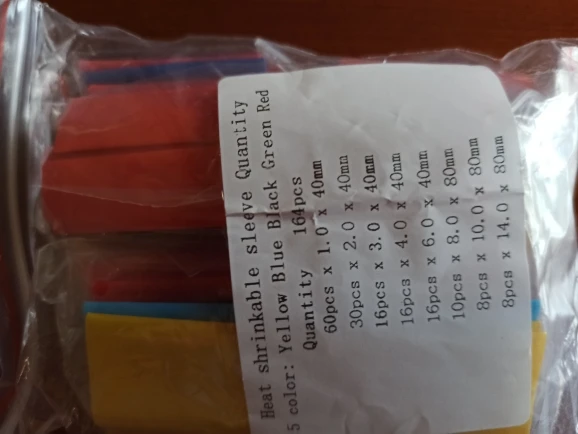 Heat shrinkable sleeve Quantity
5 color: Yellow Blue Black Green Red
Quantity 164pcs
60pcs x 1.0 x 40mm
30pcs x 2.0 x 40mm
16pcs x 3.0 x 40mm
16pcs x 4.0 x 40mm
16pcs x 6.0 x 40mm
10pcs x 8.0 x 80mm
8pcs x 10.0 x 80mm
8pcs x 14.0 x 80mm